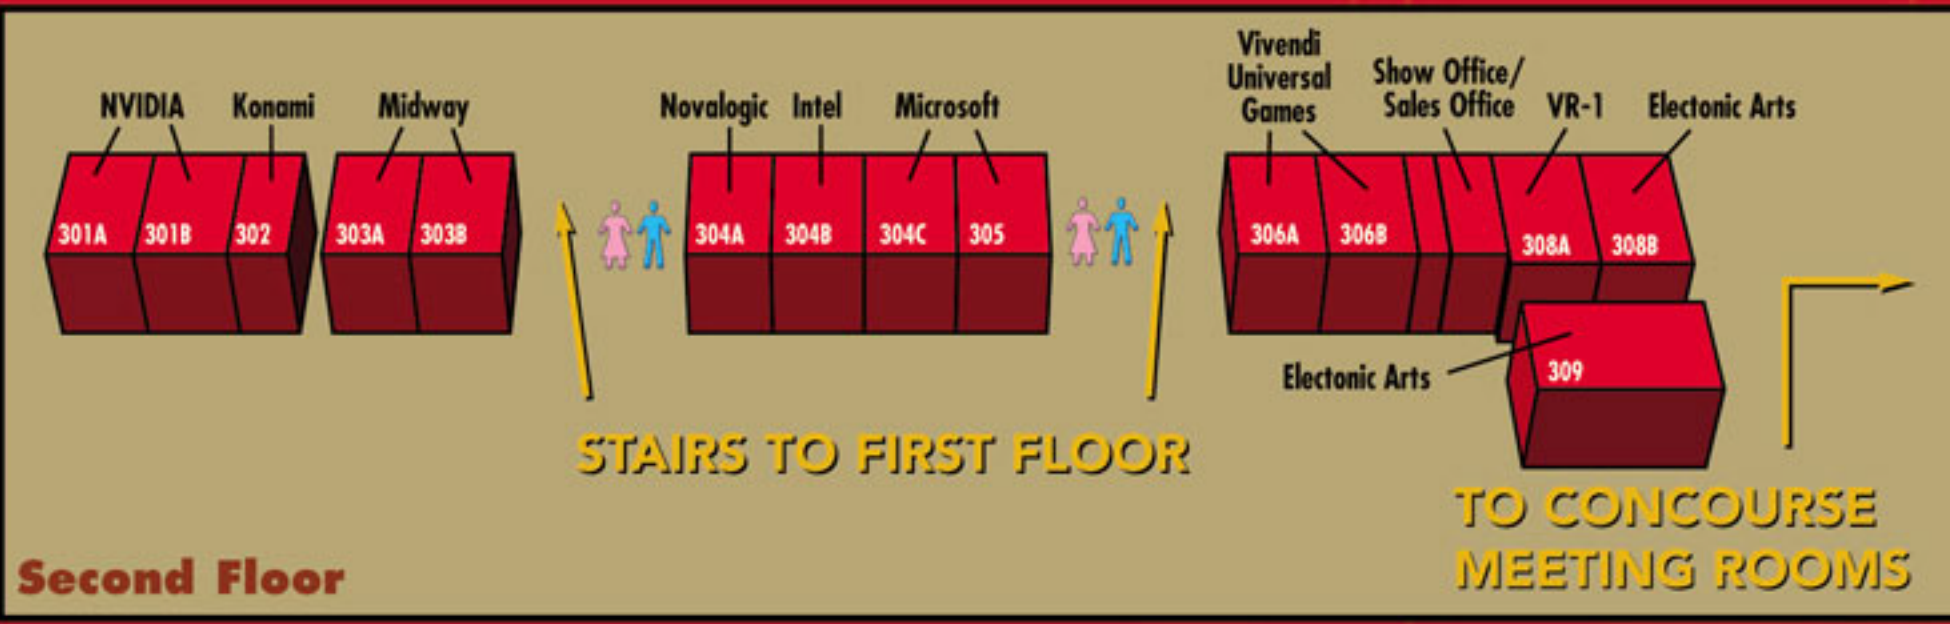 Vivendi
Universal
Games
Show Office/
Sales Office
NVIDIA
Konami
Midway
Novalogic
Intel
Microsoft
VR-1
Electonic Arts
301A
301B
302
303A
303B
304A
304B
304C
305
306A
306B
308A
308B
Electonic Arts
309
STAIRS TO FIRST FLOOR
TO CONCOURSE
MEETING ROOMS
Second Floor